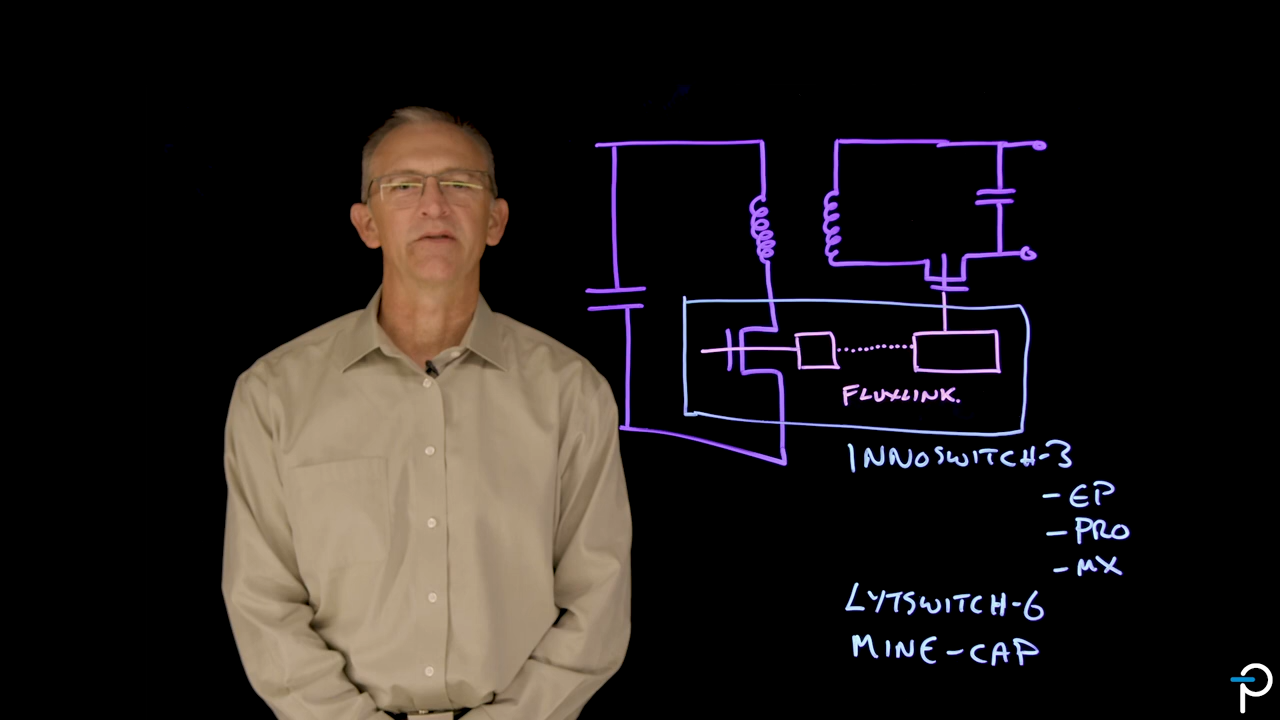 FLUXLINK.
INNOSWITCH-3
- EP
- PRO
- MX
LYTSWITCH-6
MINE-CAP